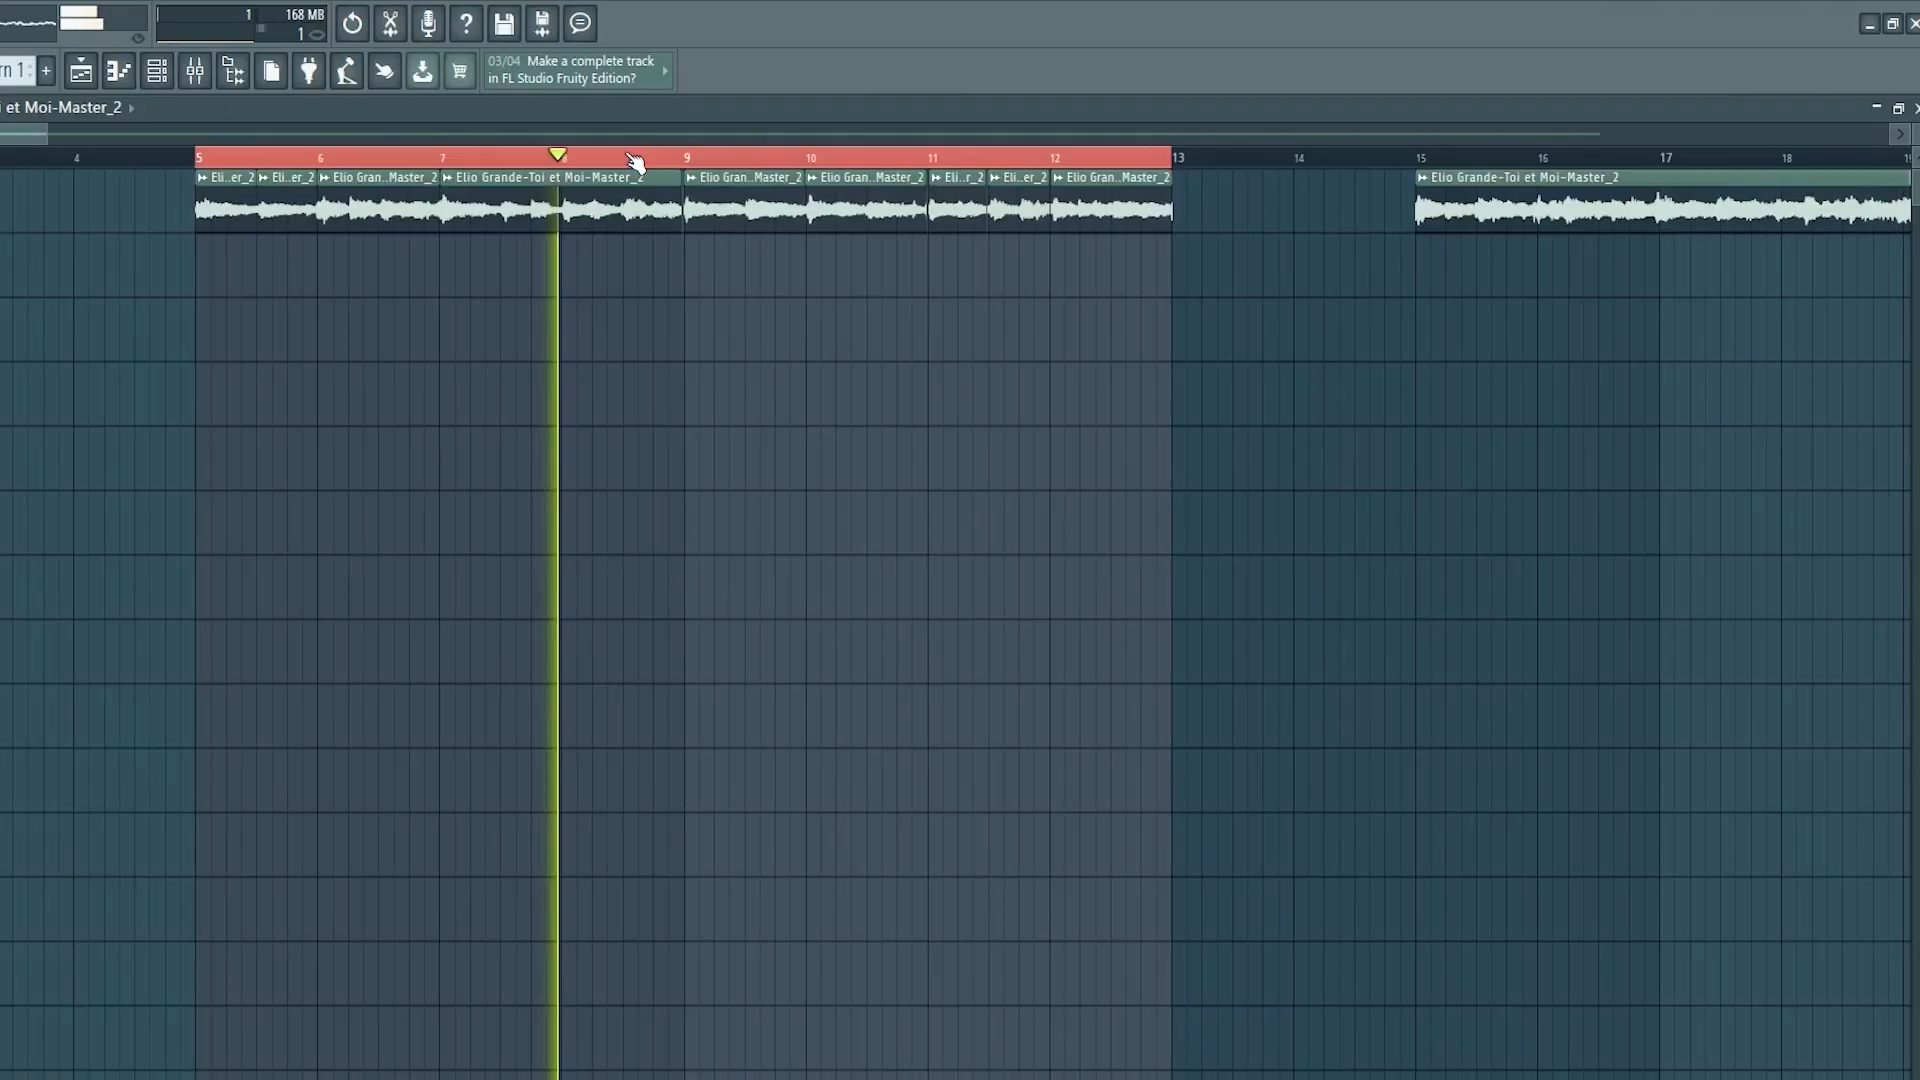 1 168 MB
1
rn 1 +
03/04 Make a complete track
in FL Studio Fruity Edition?
i et Moi-Master_2
4 5 6 7 8 9 10 11 12 13 14 15 16 17 18
Eli..er_2 Eli..er_2 Elio Gran..Master_2 Elio Grande-Toi et Moi-Master_2 Elio Gran..Master_2 Elio Gran..Master_2 Eli..r_2 Eli..er_2 Elio Gran..Master_2 Elio Grande-Toi et Moi-Master_2